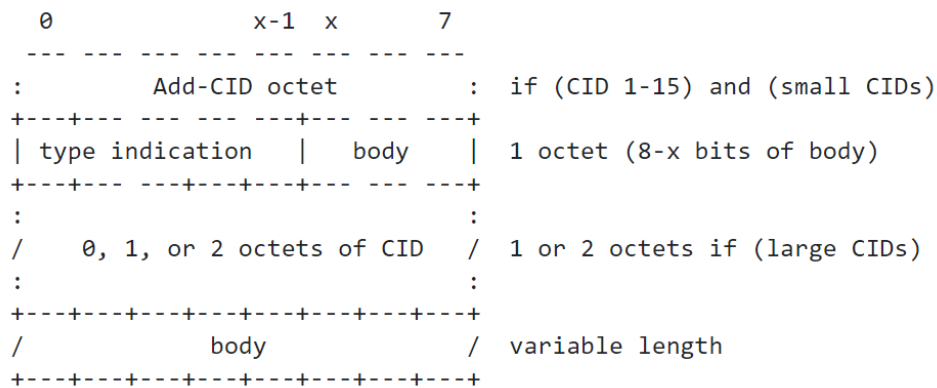 0              x-1  x       7
 --- --- --- --- --- --- --- ---
:         Add-CID octet         :  if (CID 1-15) and (small CIDs)
+---+--- --- --- ---+--- --- ---+
| type indication   |   body    |  1 octet (8-x bits of body)
+---+--- ---+---+---+--- --- ---+
:                               :
/    0, 1, or 2 octets of CID   /  1 or 2 octets if (large CIDs)
:                               :
+---+---+---+---+---+---+---+---+
/             body              /  variable length
+---+---+---+---+---+---+---+---+